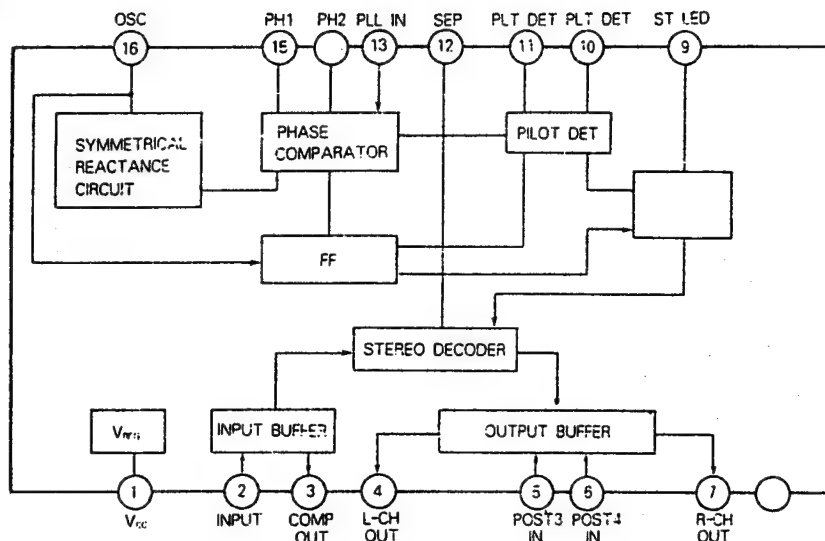 OSC PH1 PH2 PLL IN SEP PLT DET PLT DET ST LED
16 15 13 12 11 10 9
SYMMETRICAL
REACTANCE
CIRCUIT
PHASE
COMPARATOR
PILOT DET
FF
STEREO DECODER
INPUT BUFFER
OUTPUT BUFFER
1 2 3 4 5 6 7
INPUT COMP L-CH POST3 POST4 R-CH
OUT OUT IN IN OUT